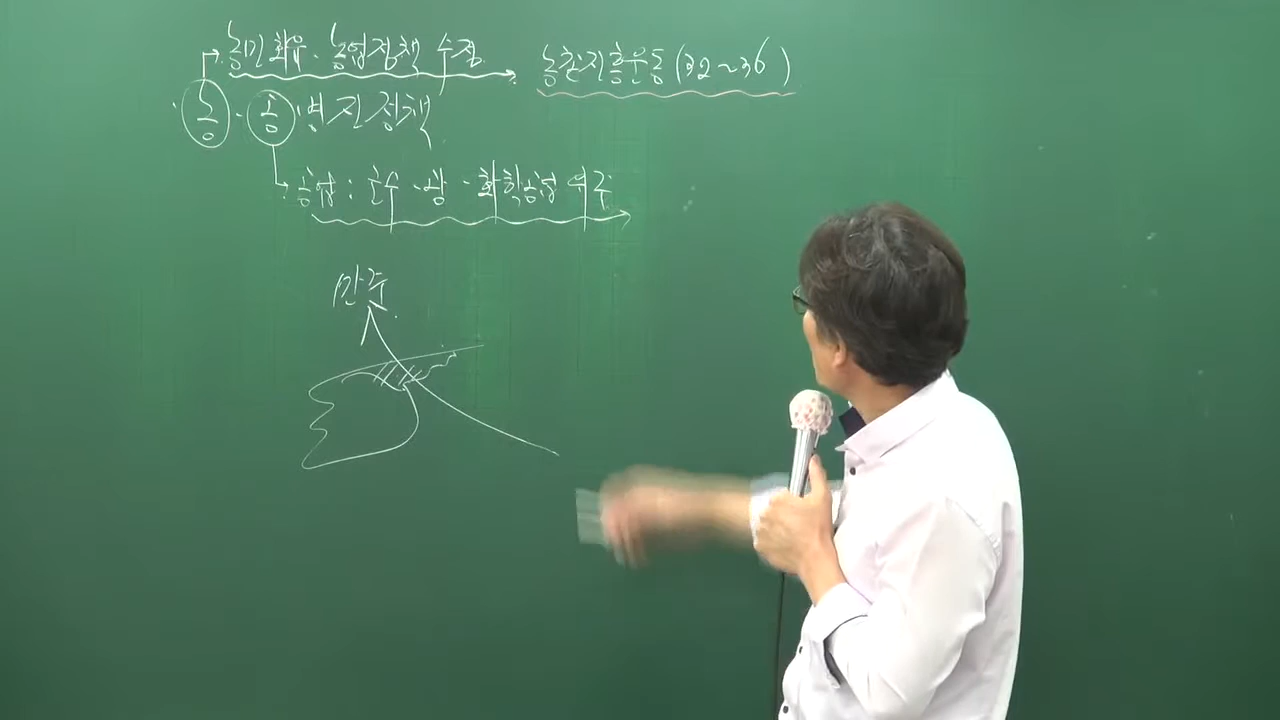 농민회유·농업정책 수정 농촌진흥운동(32~36)
농·공·병진정책
공업: 군수 화학공업 위주
만주